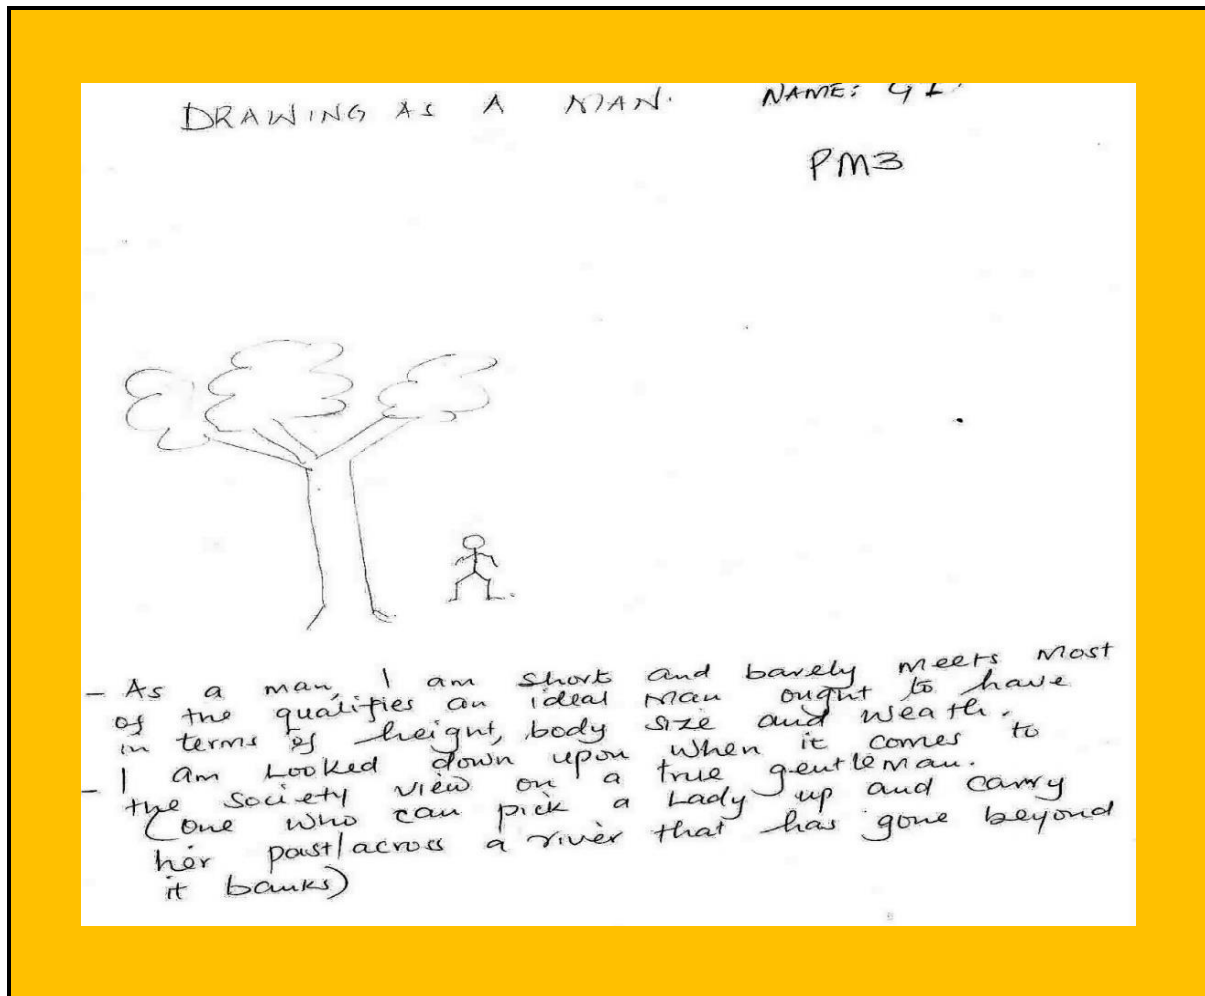 DRAWING AS A MAN. NAME:
PM3
- As a man, I am short and barely meets most
of the qualifies an ideal man ought to have
in terms of height, body size and weath.
- I am looked down upon when it comes to
the society view on a true gentleman.
(one who can pick a lady up and carry
her past/across a river that has gone beyond
it banks)